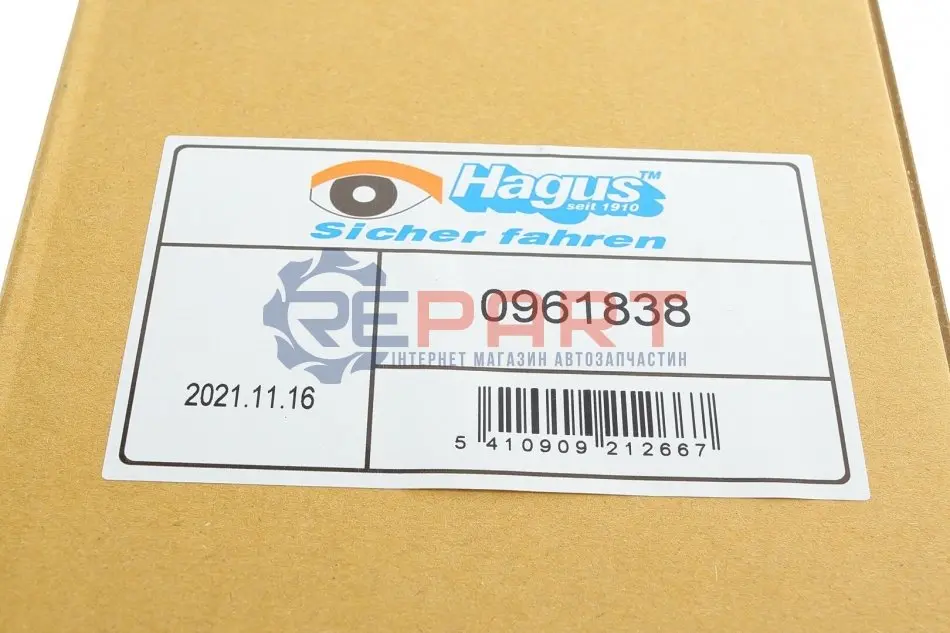 Hagus™
seit 1910
Sicher fahren
0961838
REPART
ІНТЕРНЕТ МАГАЗИН АВТОЗАПЧАСТИН
2021.11.16
5 410909 212667